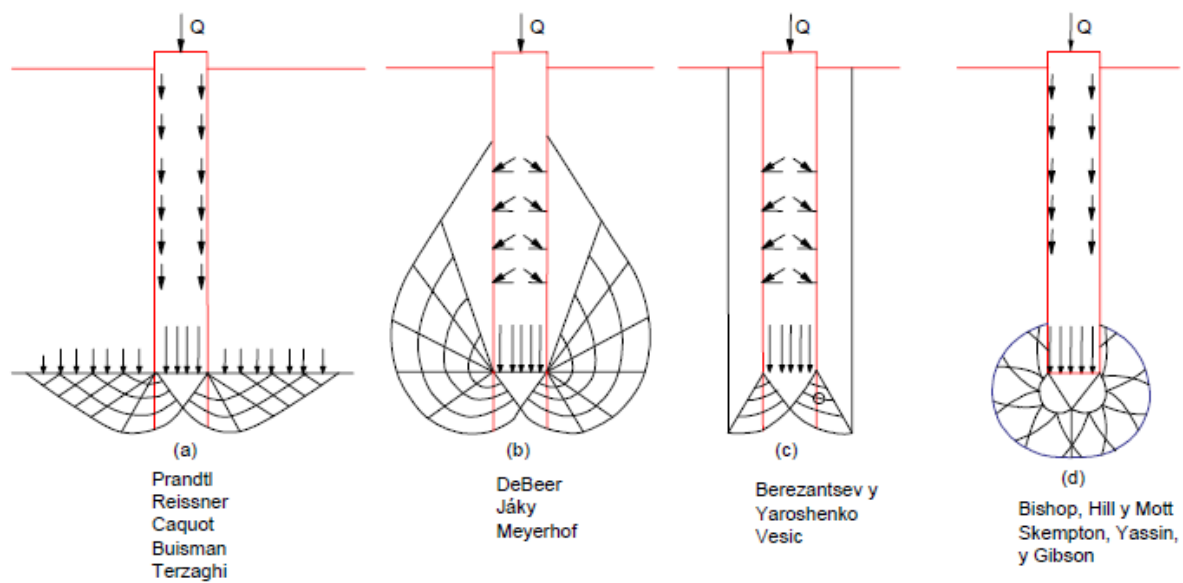 Q
Q
Q
Q
(a)
Prandtl
Reissner
Caquot
Buisman
Terzaghi
(b)
DeBeer
Jáky
Meyerhof
(c)
Berezantsev y
Yaroshenko
Vesic
(d)
Bishop, Hill y Mott
Skempton, Yassin,
y Gibson